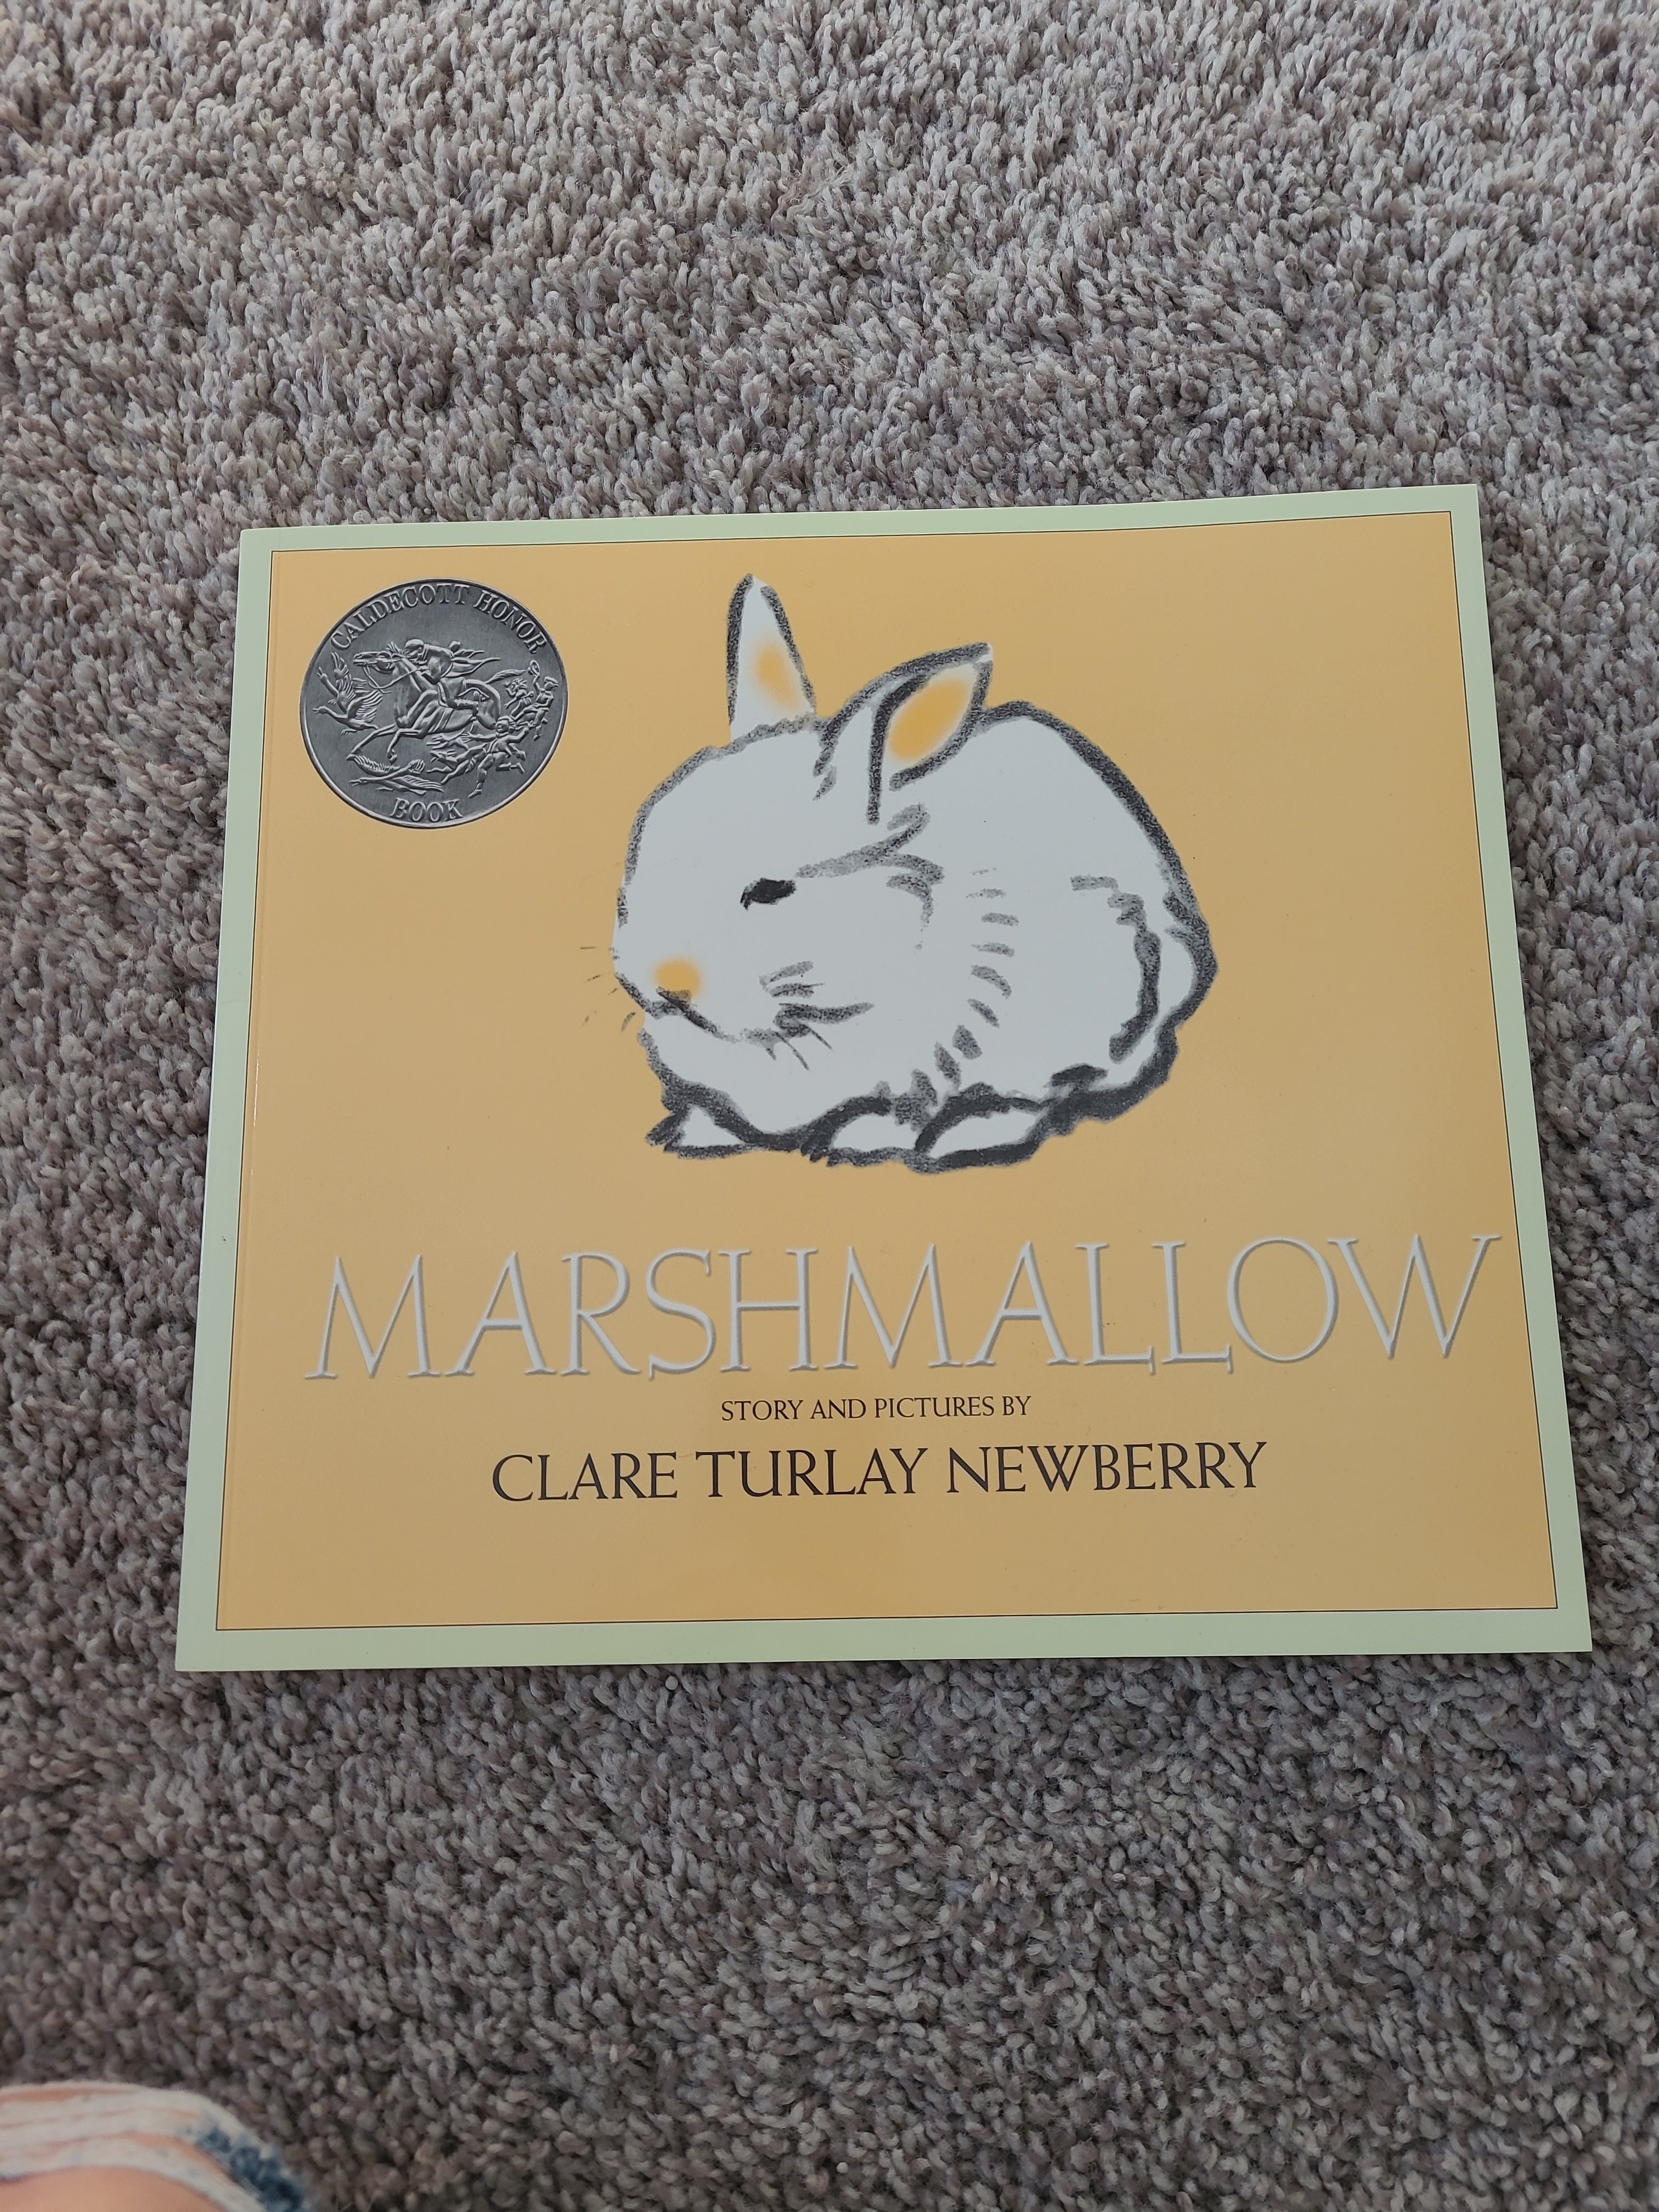 CALDECOTT HONOR
BOOK
MARSHMALLOW
STORY AND PICTURES BY
CLARE TURLAY NEWBERRY